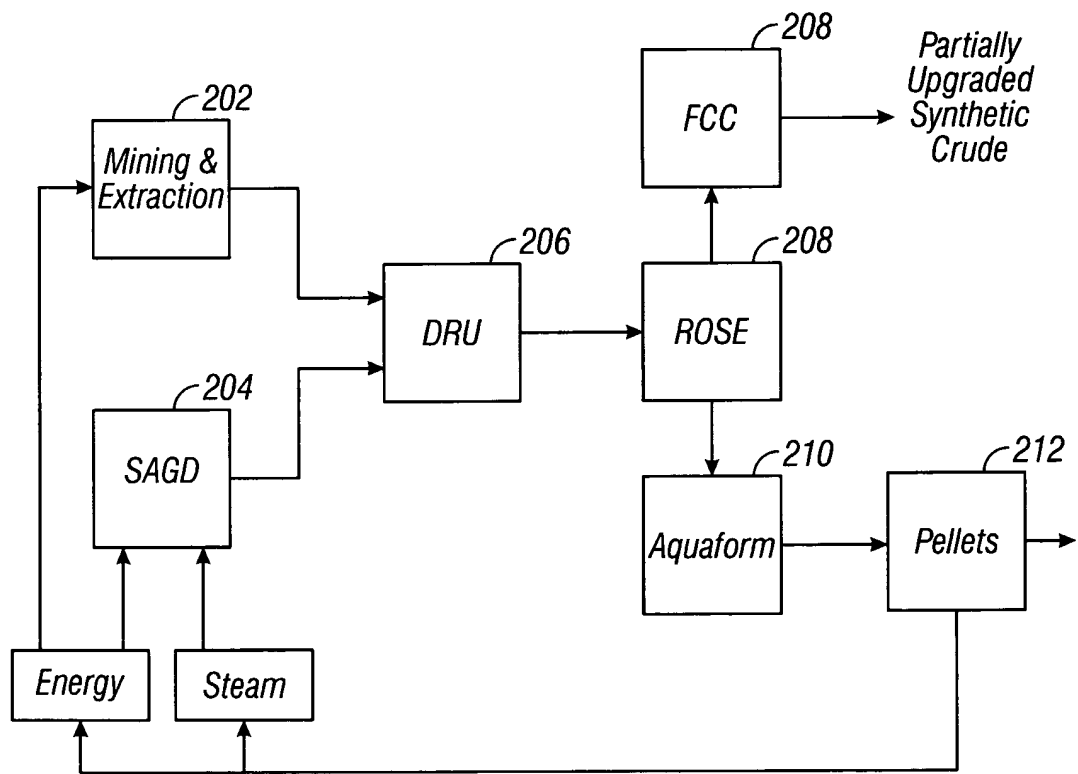 208
Partially
Upgraded
Synthetic
Crude
FCC
202
Mining &
Extraction
206
208
DRU
ROSE
204
SAGD
210
212
Aquaform
Pellets
Energy
Steam